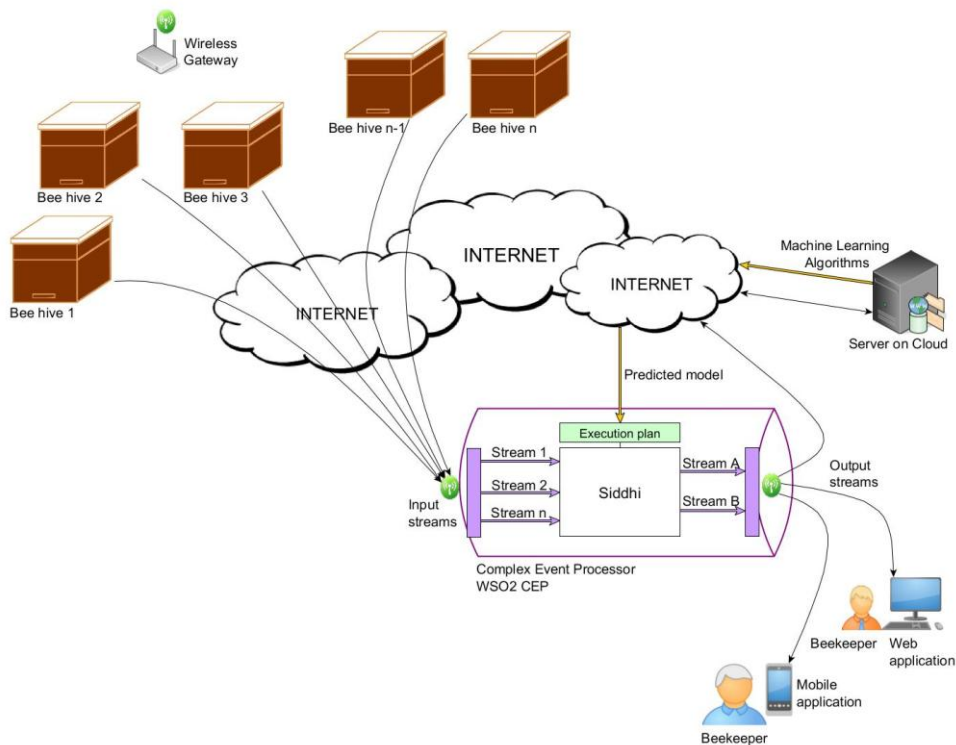 Wireless
Gateway
Bee hive n-1
Bee hive n
Bee hive 2
Bee hive 3
Bee hive 1
INTERNET
INTERNET
INTERNET
Machine Learning
Algorithms
Server on Cloud
Predicted model
Execution plan
Stream 1
Stream 2
Stream n
Siddhi
Stream A
Stream B
Input
streams
Output
streams
Complex Event Processor
WSO2 CEP
Beekeeper
Web
application
Mobile
application
Beekeeper